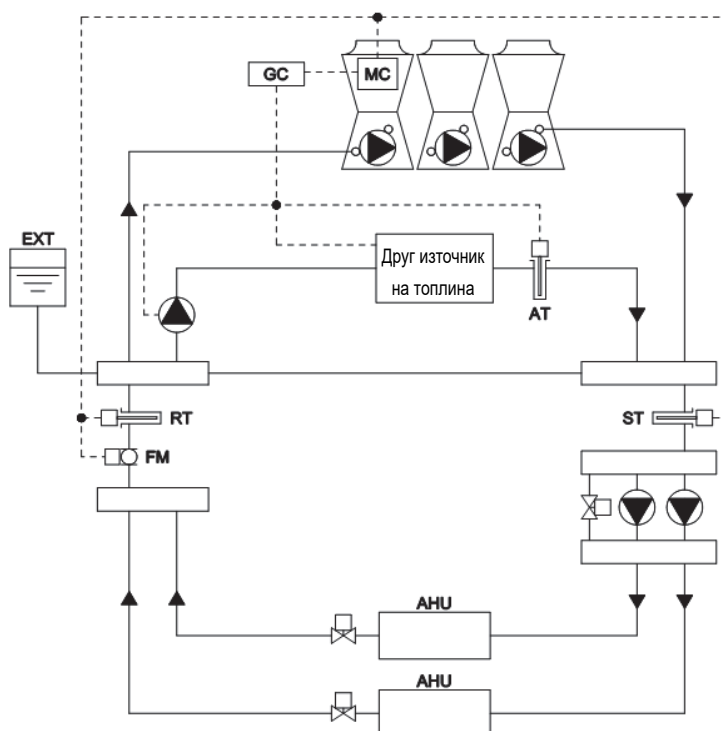 GC
MC
EXT
Друг източник
на топлина
AT
RT
ST
FM
AHU
AHU